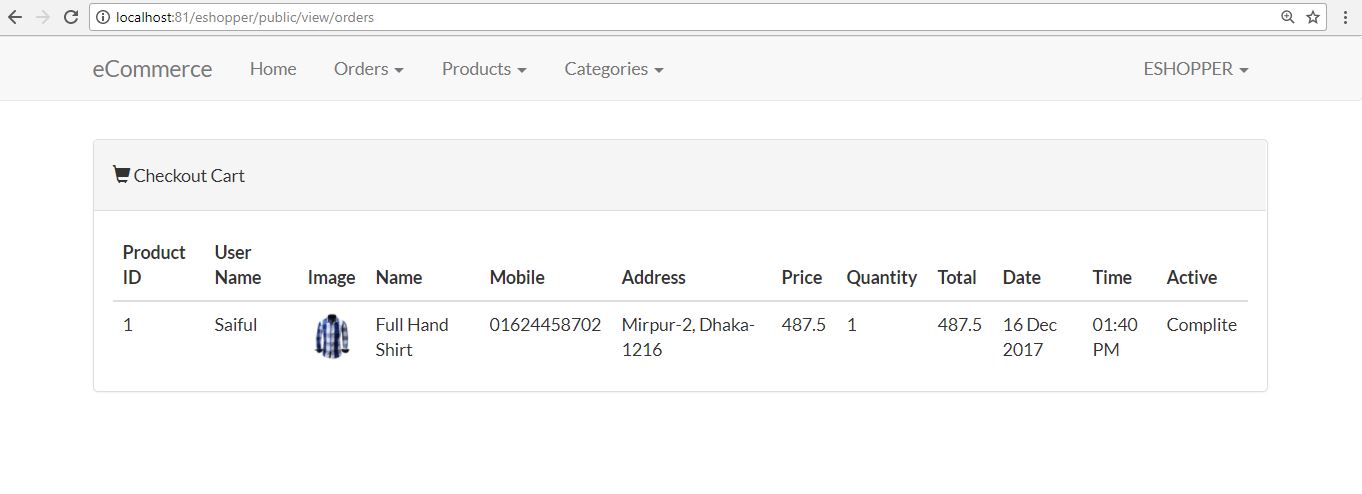 localhost:81/eshopper/public/view/orders
eCommerce Home Orders Products Categories ESHOPPER
Checkout Cart
Product ID User Name Image Name Mobile Address Price Quantity Total Date Time Active
1 Saiful Full Hand 01624458702 Mirpur-2, Dhaka- 487.5 1 487.5 16 Dec 01:40 Complite
Shirt 1216 2017 PM